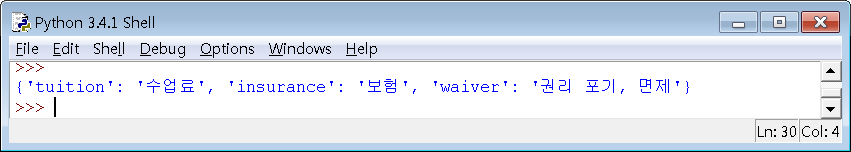 Python 3.4.1 Shell
File Edit Shell Debug Options Windows Help
>>>
{'tuition': '수업료', 'insurance': '보험', 'waiver': '권리 포기, 면제'}
>>>
Ln: 30 Col: 4